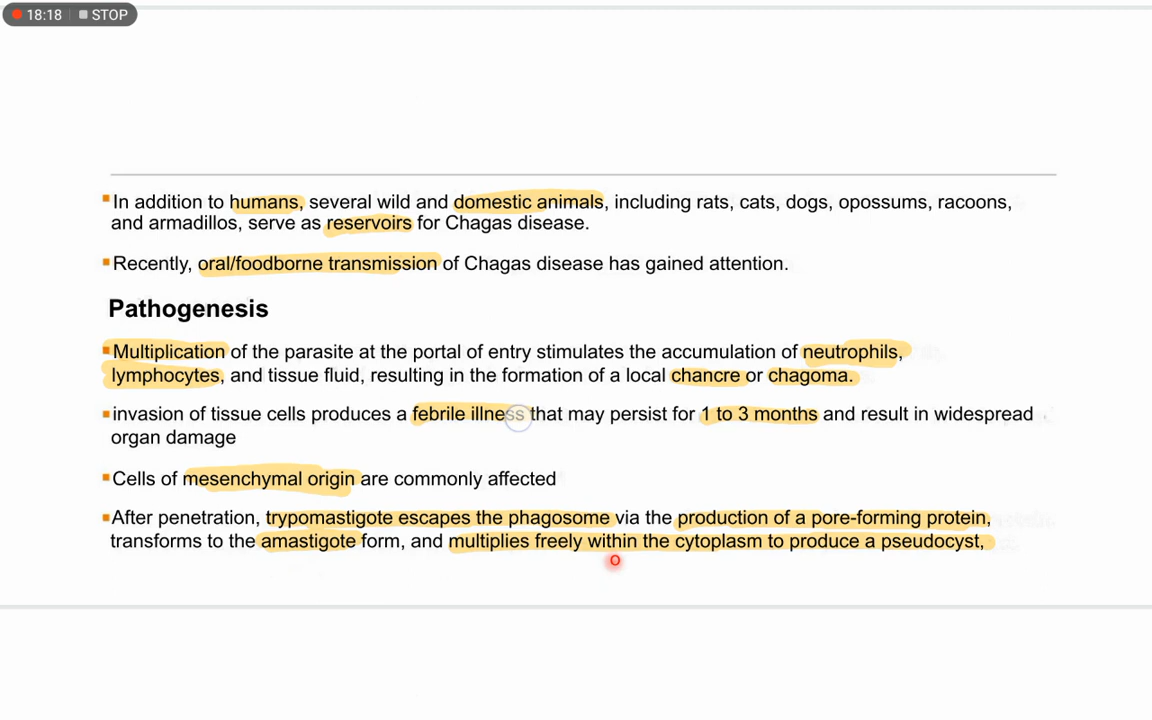 18:18 STOP
In addition to humans, several wild and domestic animals, including rats, cats, dogs, opossums, racoons,
and armadillos, serve as reservoirs for Chagas disease.
Recently, oral/foodborne transmission of Chagas disease has gained attention.
Pathogenesis
Multiplication of the parasite at the portal of entry stimulates the accumulation of neutrophils,
lymphocytes, and tissue fluid, resulting in the formation of a local chancre or chagoma.
invasion of tissue cells produces a febrile illness that may persist for 1 to 3 months and result in widespread
organ damage
Cells of mesenchymal origin are commonly affected
After penetration, trypomastigote escapes the phagosome via the production of a pore-forming protein,
transforms to the amastigote form, and multiplies freely within the cytoplasm to produce a pseudocyst,